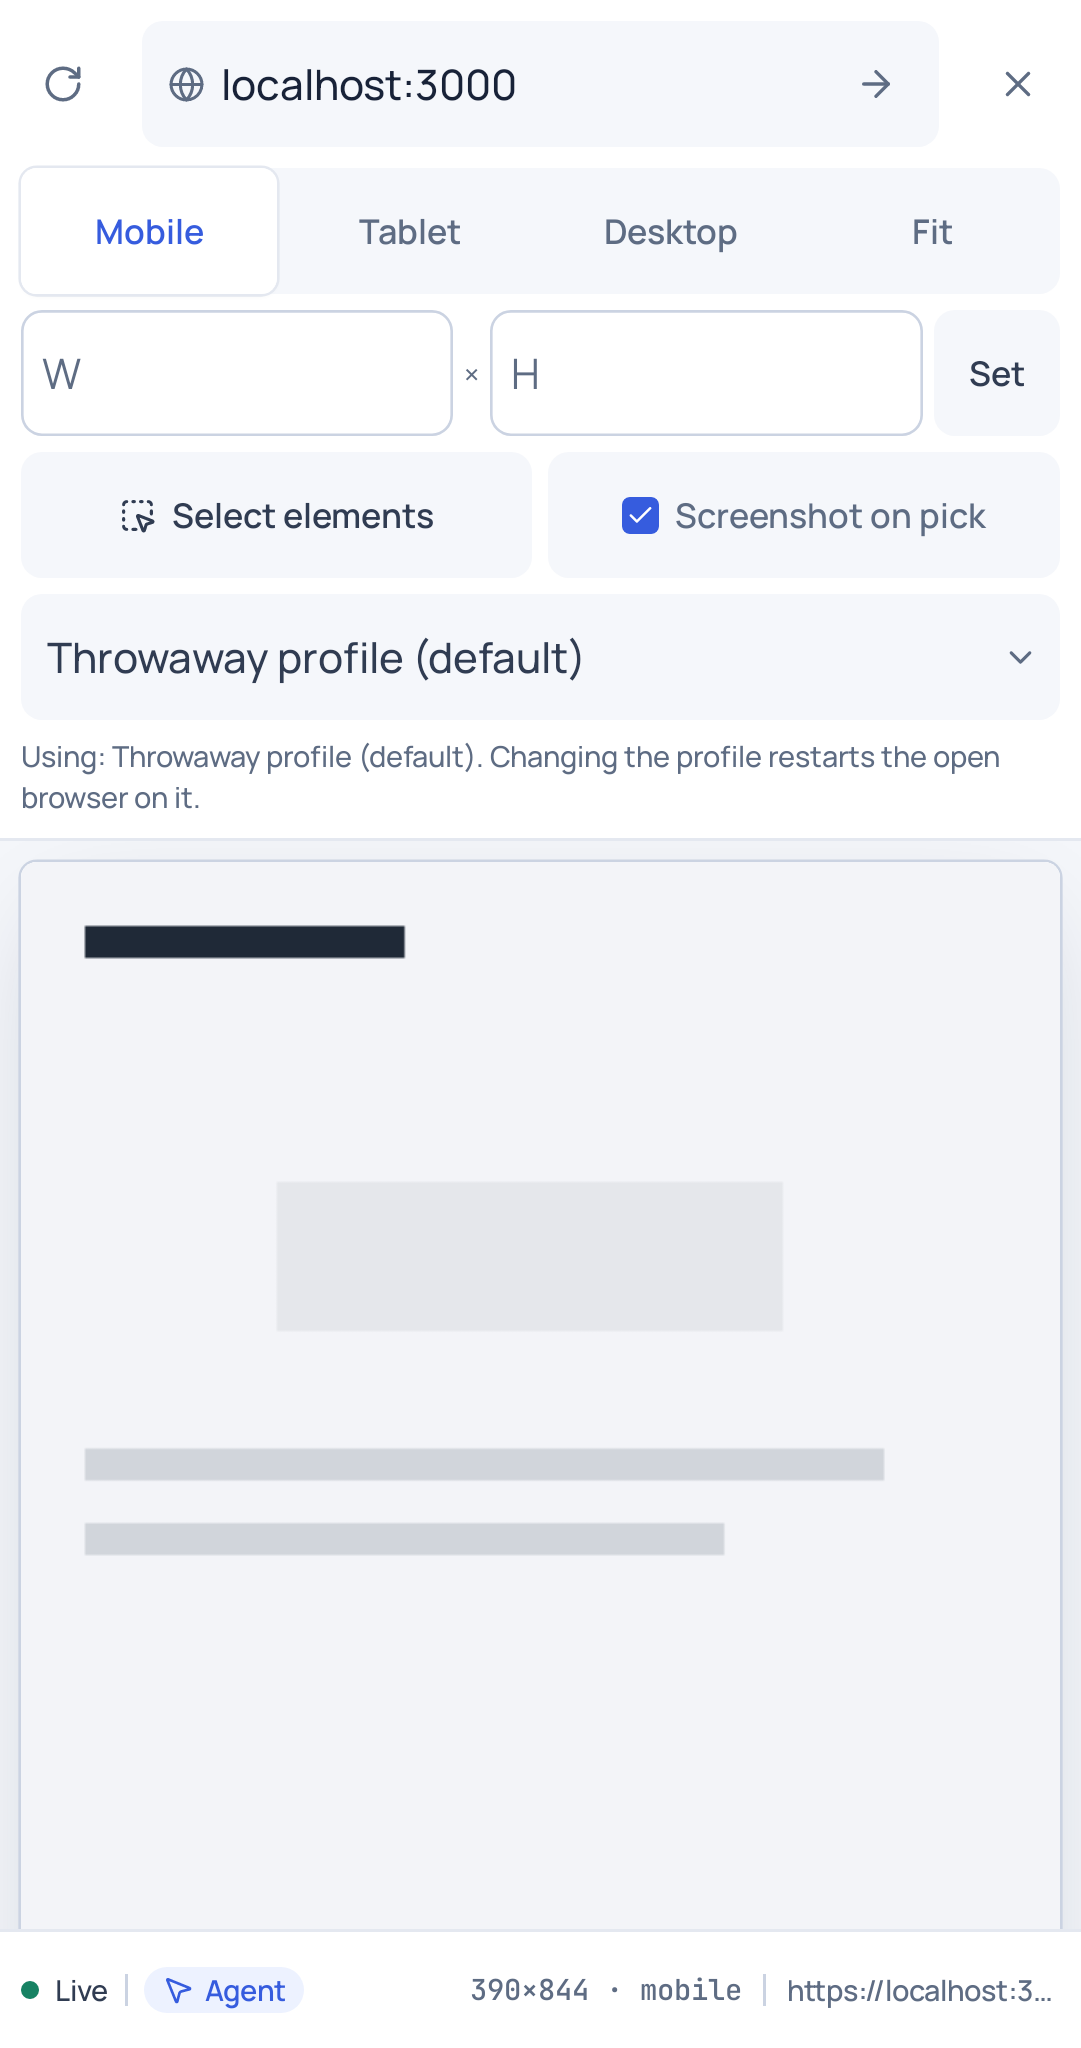 localhost:3000
Mobile Tablet Desktop Fit
W × H Set
Select elements Screenshot on pick
Throwaway profile (default)
Using: Throwaway profile (default). Changing the profile restarts the open
browser on it.
Live Agent 390×844 · mobile https://localhost:3...